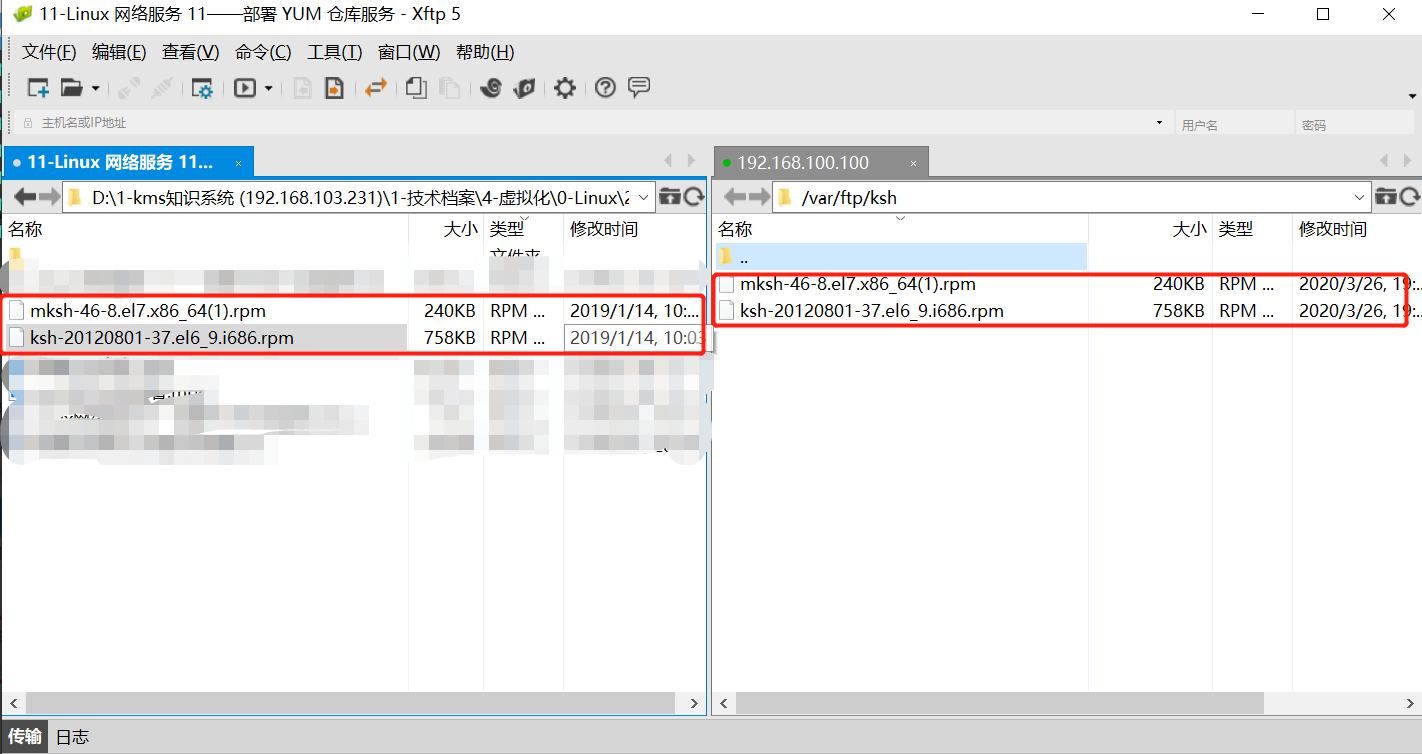 11-Linux 网络服务 11——部署 YUM 仓库服务 - Xftp 5
文件(F) 编辑(E) 查看(V) 命令(C) 工具(T) 窗口(W) 帮助(H)
主机名或IP地址 用户名 密码
11-Linux 网络服务 11... ×
D:\1-kms知识系统 (192.168.103.231)\1-技术档案\4-虚拟化\0-Linux\2
名称 大小 类型 修改时间
文件夹
mksh-46-8.el7.x86_64(1).rpm 240KB RPM ... 2019/1/14, 10:...
ksh-20120801-37.el6_9.i686.rpm 758KB RPM ... 2019/1/14, 10:03
192.168.100.100 ×
/var/ftp/ksh
名称 大小 类型 修改时间
..
mksh-46-8.el7.x86_64(1).rpm 240KB RPM ... 2020/3/26, 19:...
ksh-20120801-37.el6_9.i686.rpm 758KB RPM ... 2020/3/26, 19:...
传输 日志